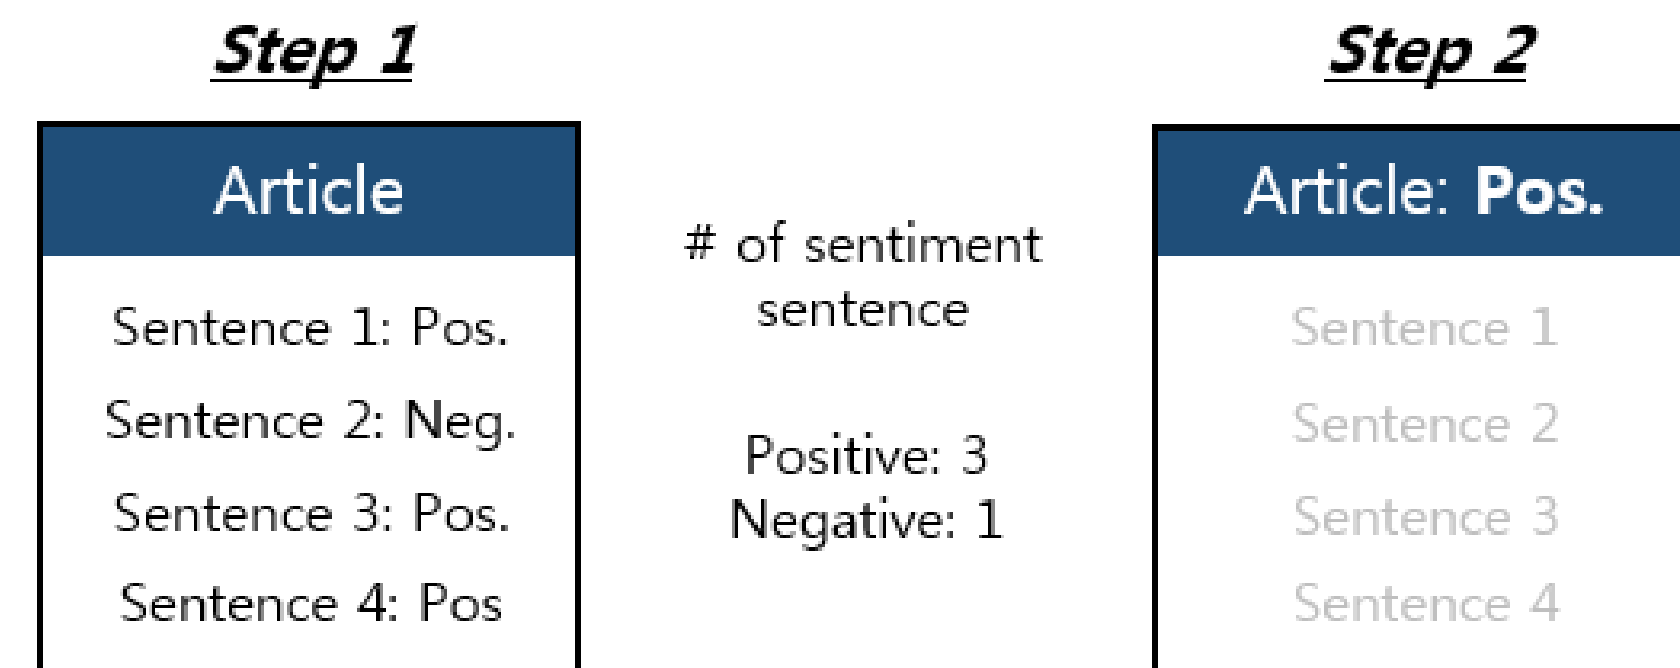 Step 1
Article
Sentence 1: Pos.
Sentence 2: Neg.
Sentence 3: Pos.
Sentence 4: Pos
# of sentiment
sentence
Positive: 3
Negative: 1
Step 2
Article: Pos.
Sentence 1
Sentence 2
Sentence 3
Sentence 4